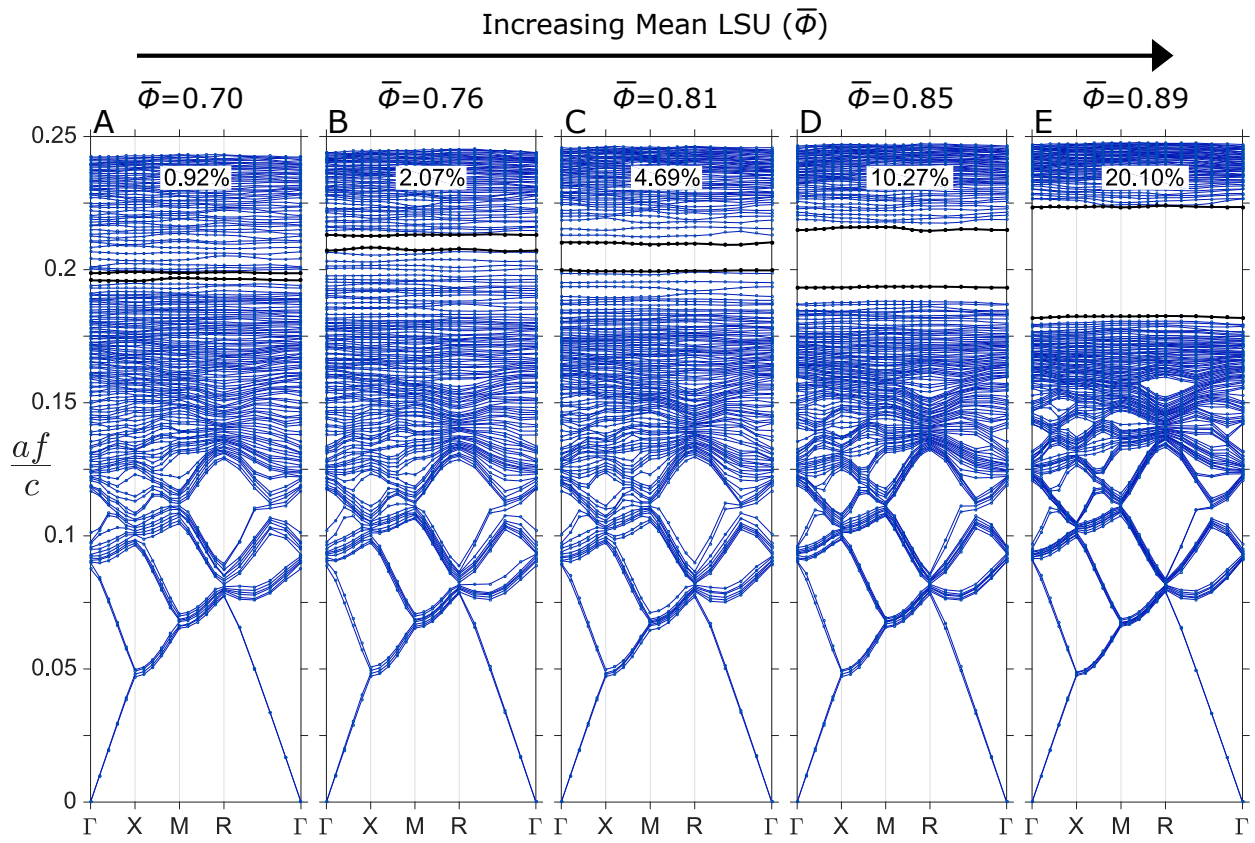 Increasing Mean LSU (Φ̅)
Φ̅=0.70 Φ̅=0.76 Φ̅=0.81 Φ̅=0.85 Φ̅=0.89
A B C D E
0.25
0.92% 2.07% 4.69% 10.27% 20.10%
0.2
0.15
af/c
0.1
0.05
0
Γ X M R Γ Γ X M R Γ Γ X M R Γ Γ X M R Γ Γ X M R Γ